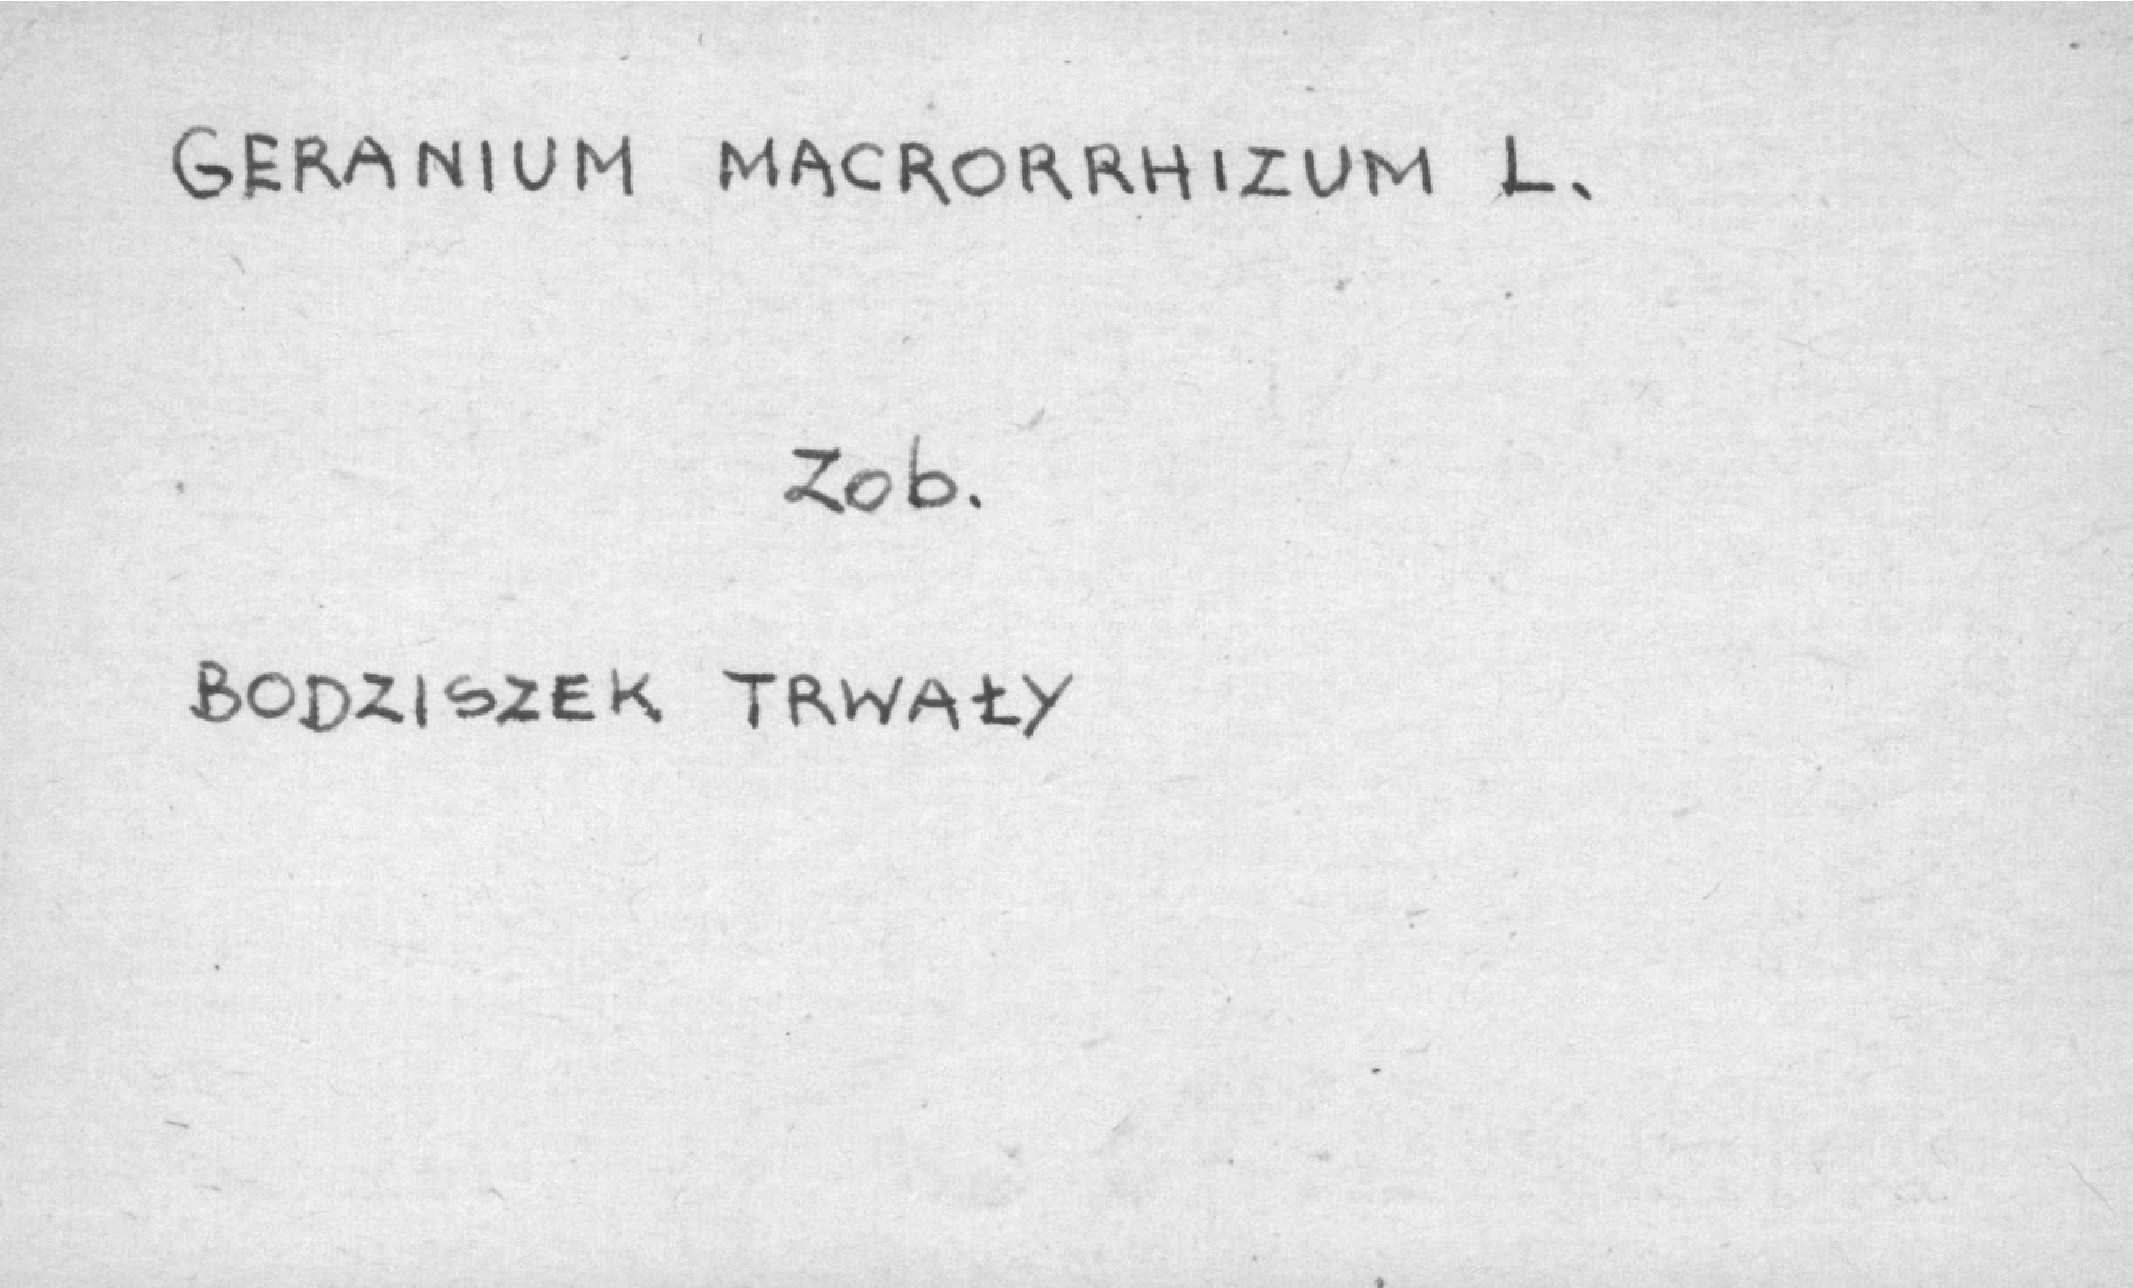 GERANIUM MACRORRHIZUM L.
Zob.
BODZISZEK TRWAŁY